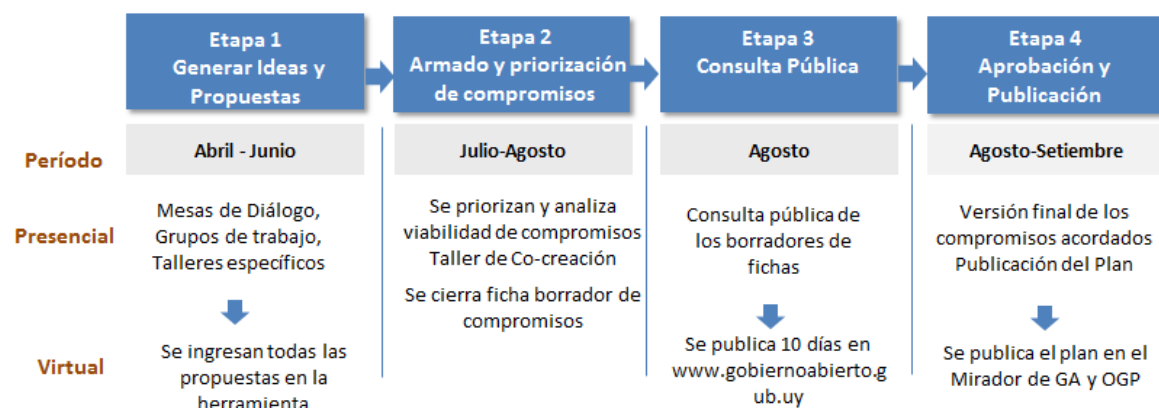 Etapa 1
Generar Ideas y
Propuestas
Etapa 2
Armado y priorización
de compromisos
Etapa 3
Consulta Pública
Etapa 4
Aprobación y
Publicación
Período
Abril - Junio
Julio-Agosto
Agosto
Agosto-Setiembre
Presencial
Mesas de Diálogo,
Grupos de trabajo,
Talleres específicos
Se priorizan y analiza
viabilidad de compromisos
Taller de Co-creación
Se cierra ficha borrador de
compromisos
Consulta pública de
los borradores de
fichas
Versión final de los
compromisos acordados
Publicación del Plan
Virtual
Se ingresan todas las
propuestas en la
herramienta
Se publica 10 días en
www.gobiernoabierto.g
ub.uy
Se publica el plan en el
Mirador de GA y OGP